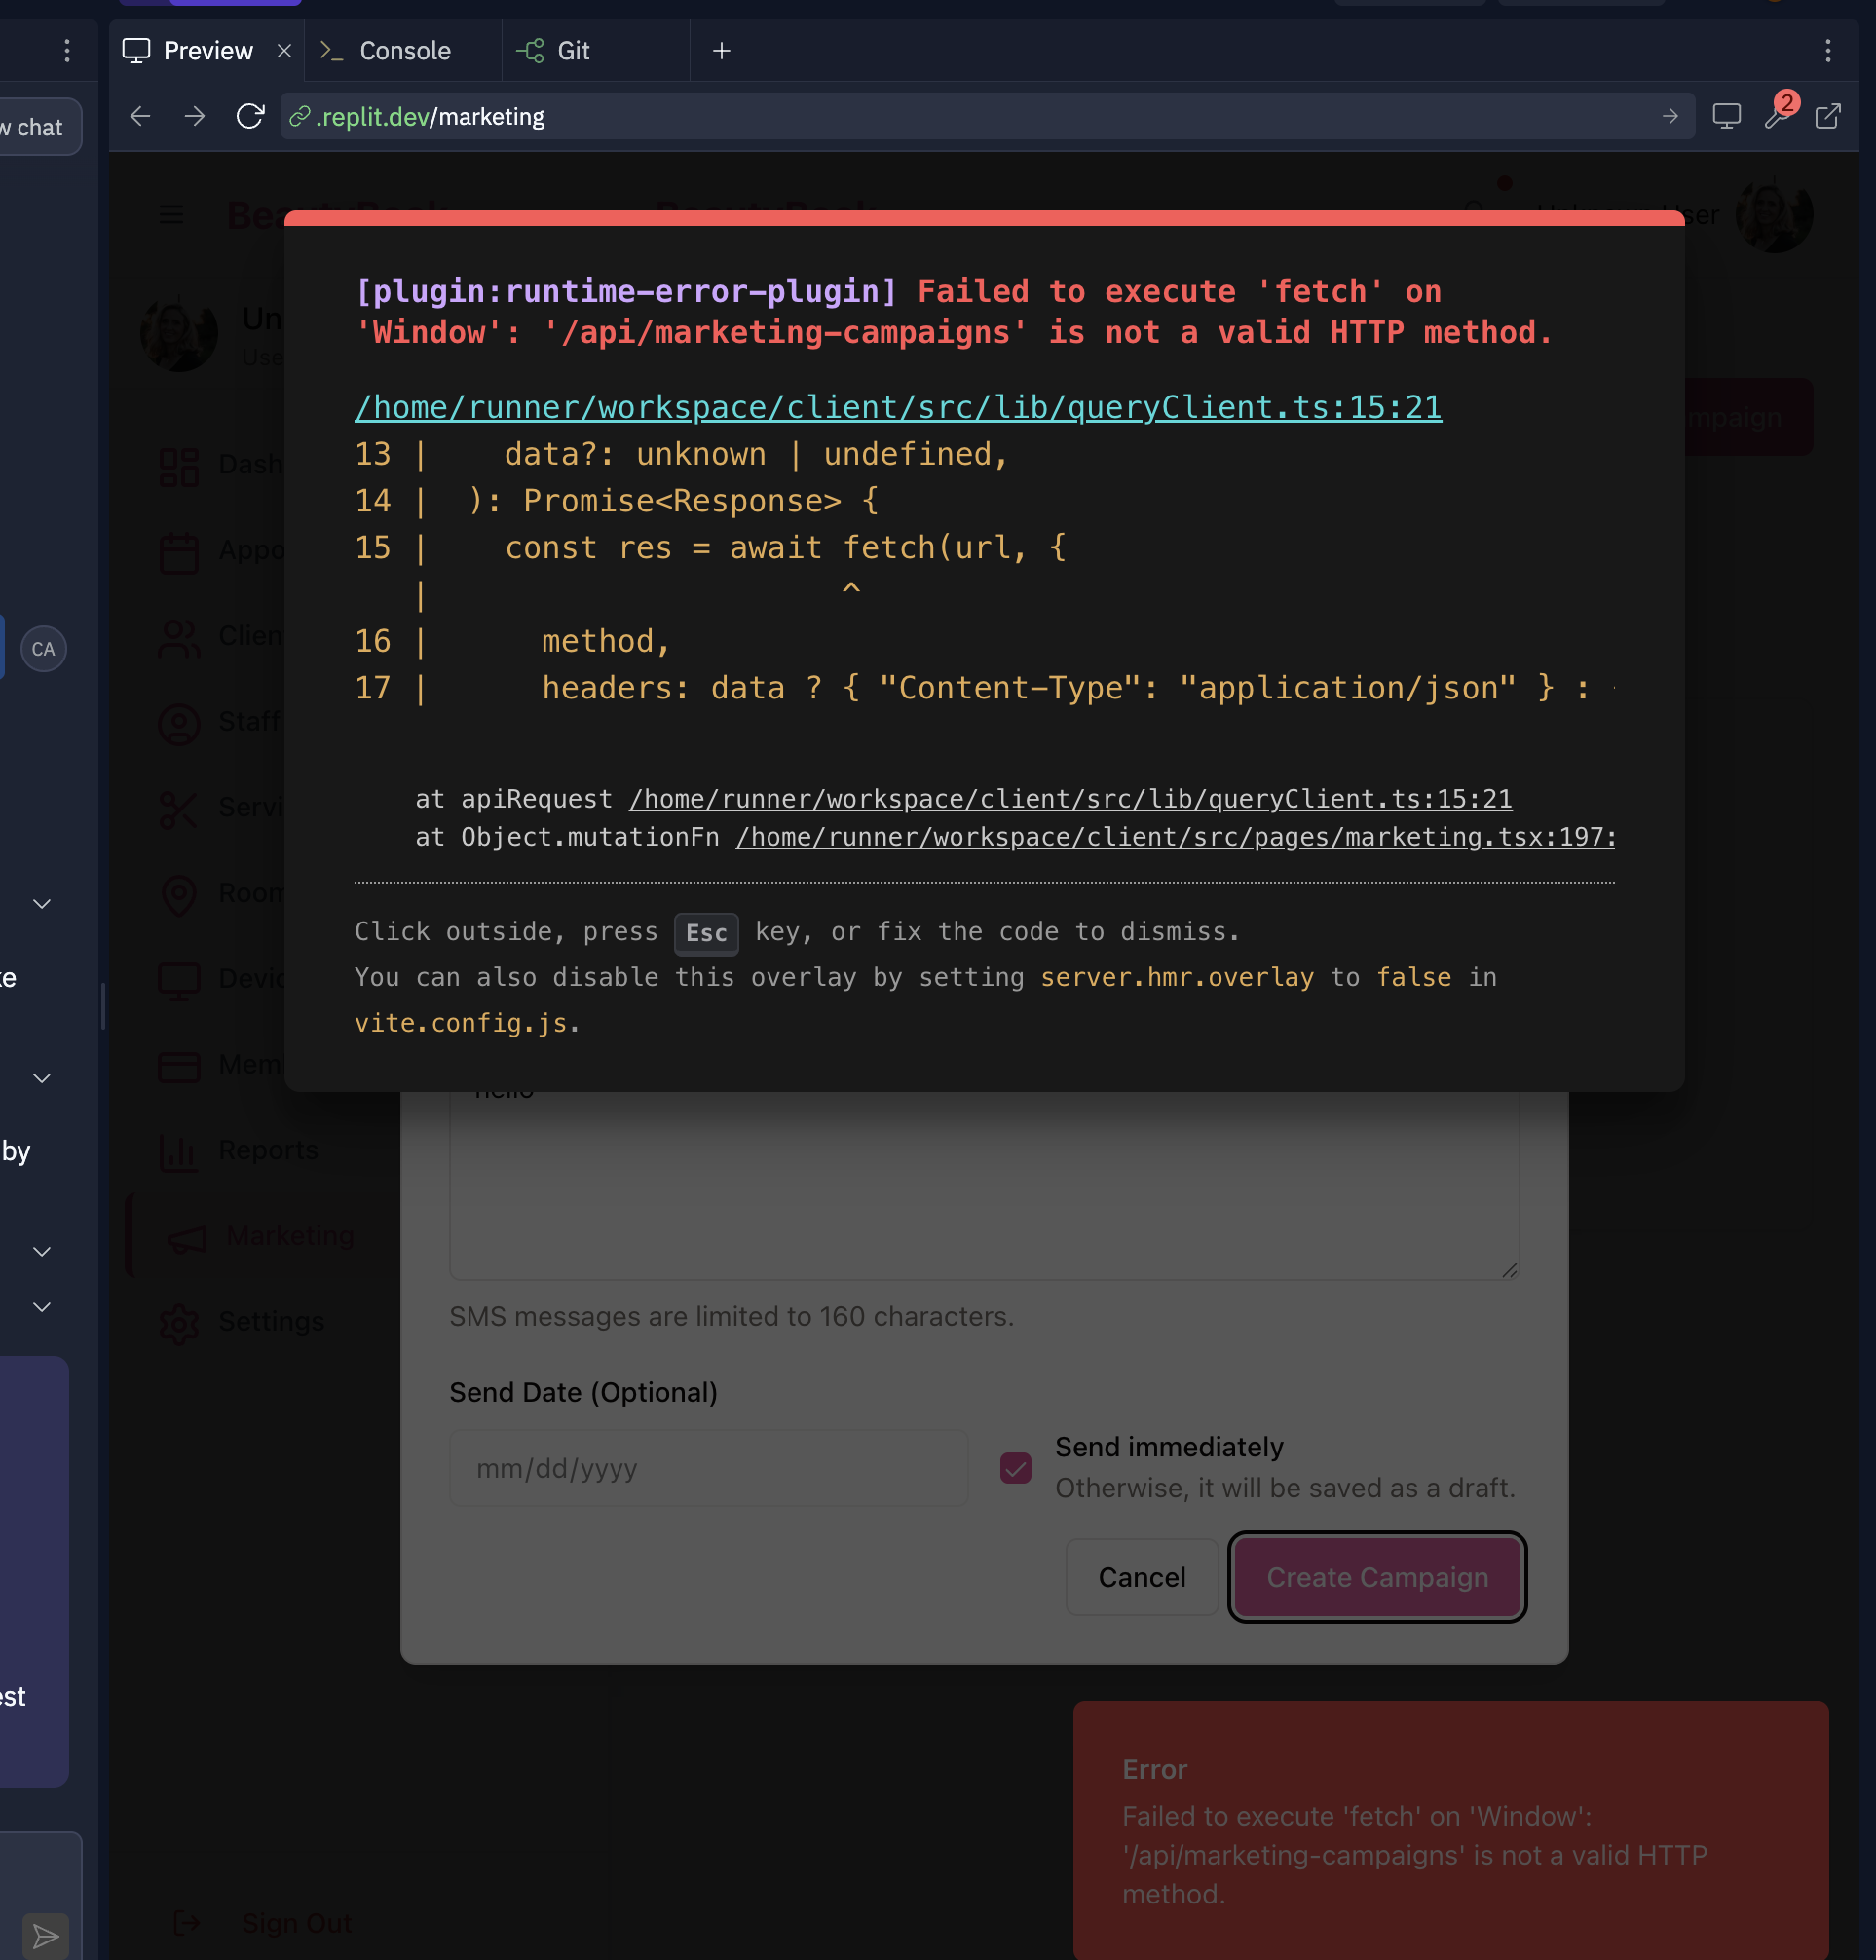 Preview
Console
Git
w chat
.replit.dev/marketing
2
[plugin:runtime-error-plugin] Failed to execute 'fetch' on
'Window': '/api/marketing-campaigns' is not a valid HTTP method.
/home/runner/workspace/client/src/lib/queryClient.ts:15:21
13 |    data?: unknown | undefined,
14 |  ): Promise<Response> {
15 |    const res = await fetch(url, {
   |                      ^
16 |      method,
17 |      headers: data ? { "Content-Type": "application/json" } :
at apiRequest /home/runner/workspace/client/src/lib/queryClient.ts:15:21
at Object.mutationFn /home/runner/workspace/client/src/pages/marketing.tsx:197:
Click outside, press Esc key, or fix the code to dismiss.
You can also disable this overlay by setting server.hmr.overlay to false in
vite.config.js.
Un
Use
Dash
Appo
Clien
Staff
Servi
Room
Devic
Mem
Reports
Marketing
Settings
Sign Out
ser
mpaign
CA
ke
by
est
hello
SMS messages are limited to 160 characters.
Send Date (Optional)
mm/dd/yyyy
Send immediately
Otherwise, it will be saved as a draft.
Cancel
Create Campaign
Error
Failed to execute 'fetch' on 'Window':
'/api/marketing-campaigns' is not a valid HTTP
method.